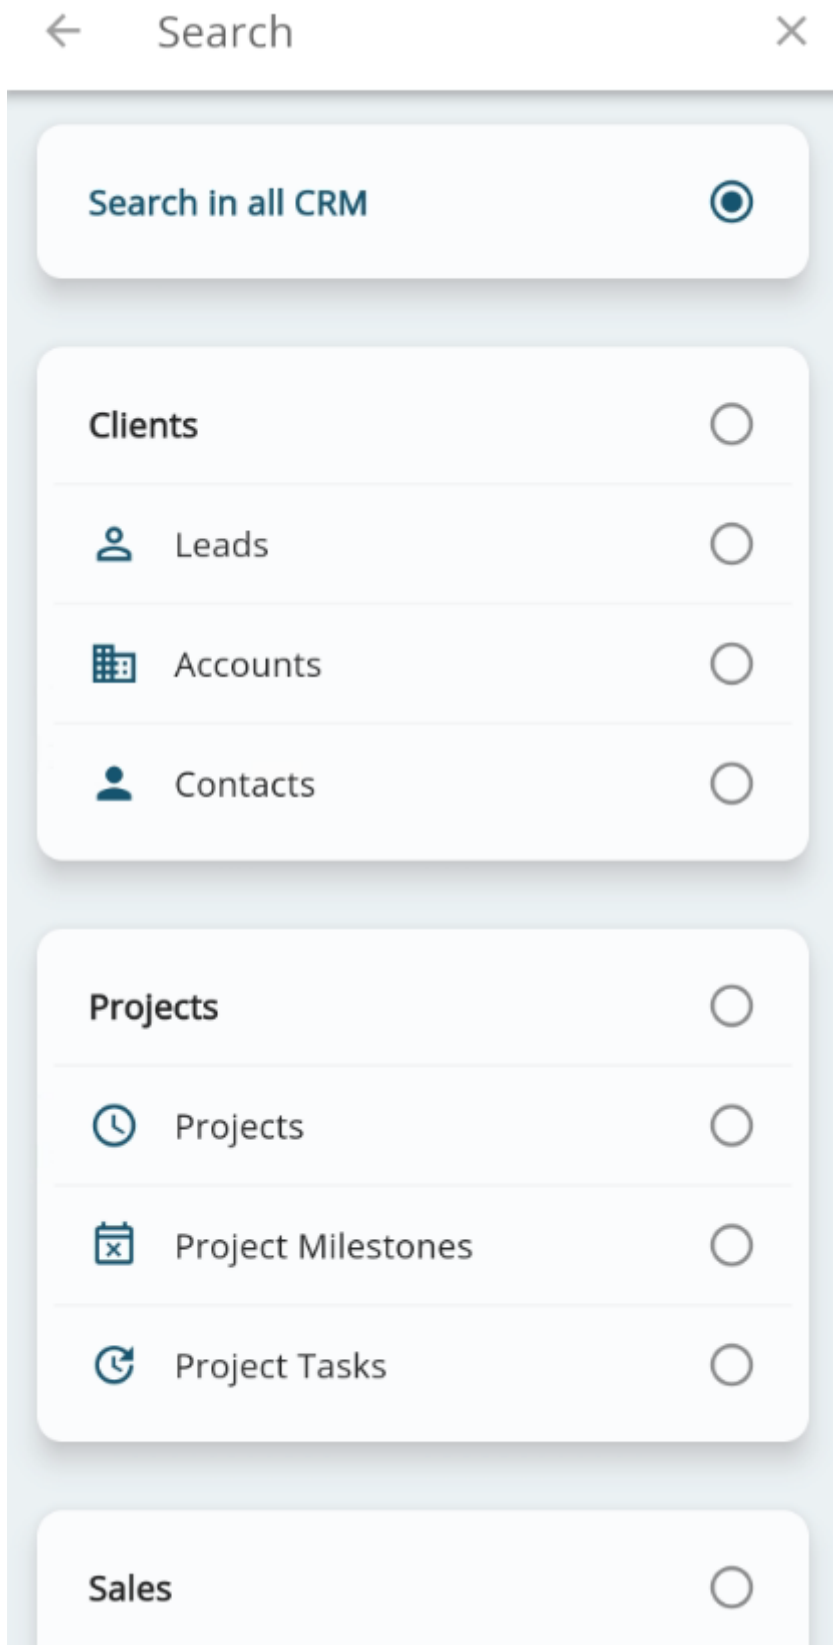 Search
Search in all CRM
Clients
Leads
Accounts
Contacts
Projects
Projects
Project Milestones
Project Tasks
Sales